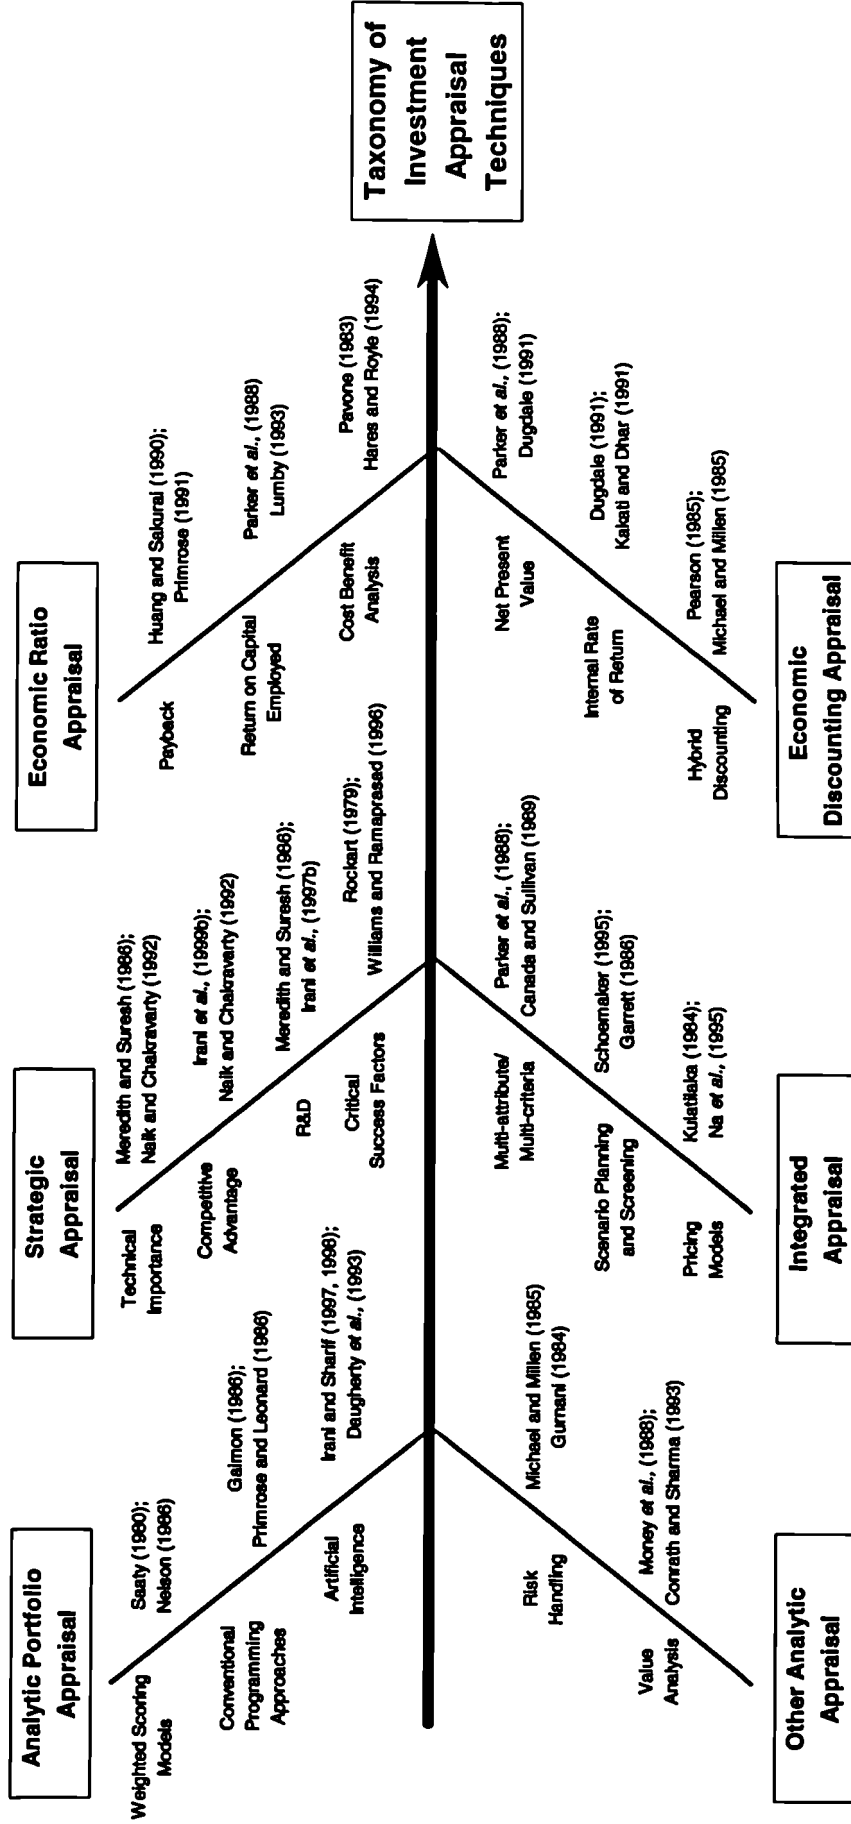 Analytic Portfolio
Appraisal
Weighted Scoring
Models
Saaty (1980);
Nelson (1986)
Conventional
Programming
Approaches
Gaimon (1986);
Primrose and Leonard (1986)
Artificial
Intelligence
Irani and Sharif (1997, 1998);
Daugherty et al., (1993)
Strategic
Appraisal
Technical
Importance
Meredith and Suresh (1986);
Naik and Chakravarty (1992)
Competitive
Advantage
Irani et al., (1999b);
Naik and Chakravarty (1992)
R&D
Meredith and Suresh (1986);
Irani et al., (1997b)
Critical
Success Factors
Rockart (1979);
Williams and Ramaprasad (1996)
Economic Ratio
Appraisal
Payback
Huang and Sakurai (1990);
Primrose (1991)
Return on Capital
Employed
Parker et al., (1988)
Lumby (1993)
Cost Benefit
Analysis
Pavone (1983)
Hares and Royle (1994)
Taxonomy of
Investment
Appraisal
Techniques
Risk
Handling
Michael and Millen (1985)
Gurnani (1984)
Value
Analysis
Money et al., (1988);
Conrath and Sharma (1993)
Other Analytic
Appraisal
Multi-attribute/
Multi-criteria
Parker et al., (1988);
Canada and Sullivan (1989)
Scenario Planning
and Screening
Schoemaker (1995);
Garrett (1986)
Pricing
Models
Kulatilaka (1984);
Na et al., (1995)
Integrated
Appraisal
Net Present
Value
Parker et al., (1988);
Dugdale (1991)
Internal Rate
of Return
Dugdale (1991);
Kakati and Dhar (1991)
Hybrid
Discounting
Pearson (1985);
Michael and Millen (1985)
Economic
Discounting Appraisal